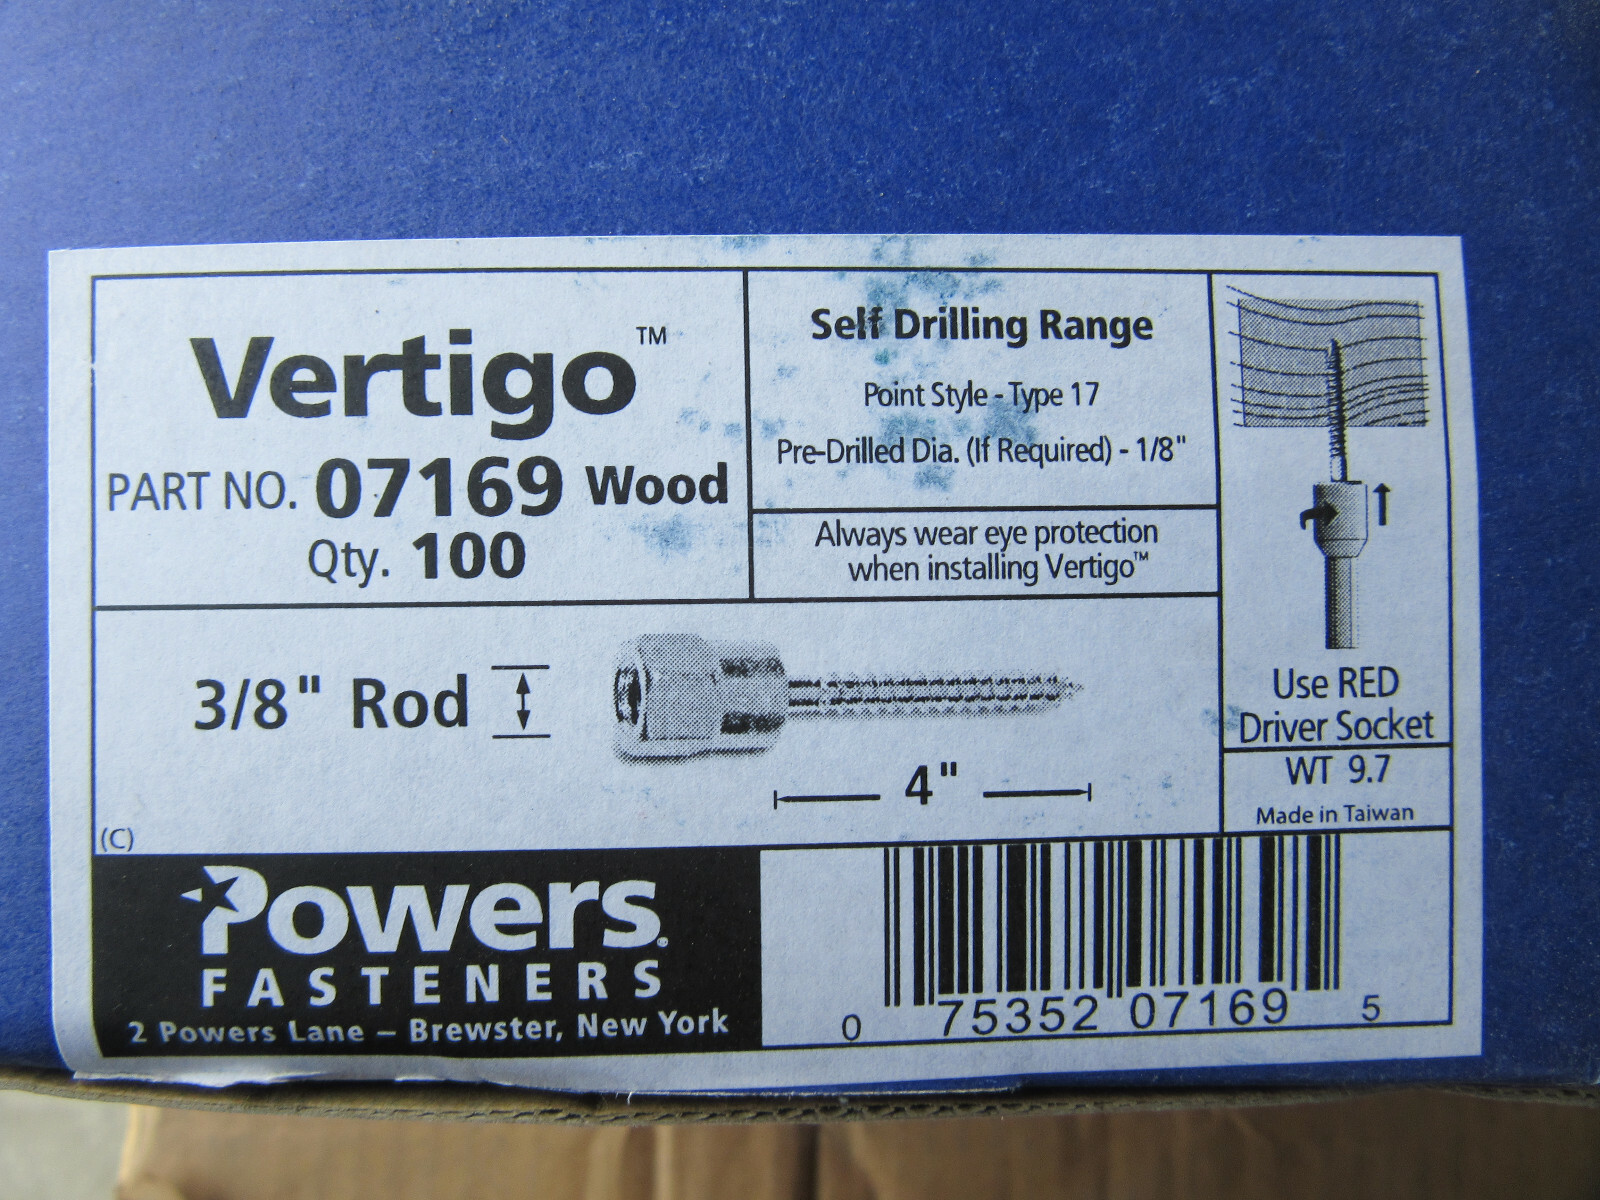 Vertigo™
PART NO. 07169 Wood
Qty. 100
Self Drilling Range
Point Style - Type 17
Pre-Drilled Dia. (If Required) - 1/8"
Always wear eye protection
when installing Vertigo™
3/8" Rod
4"
(C)
Use RED
Driver Socket
WT 9.7
Made in Taiwan
Powers®
FASTENERS
2 Powers Lane – Brewster, New York
0 75352 07169 5